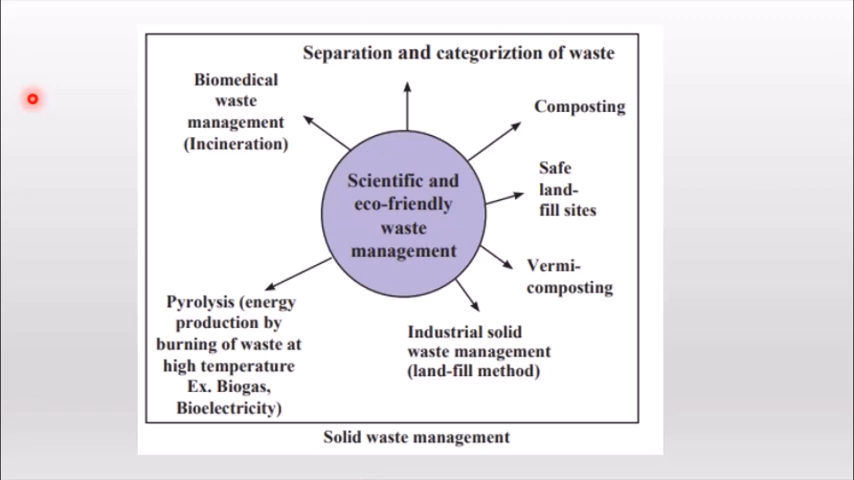 Separation and categoriztion of waste
Biomedical
waste
management
(Incineration)
Composting
Safe
land-
fill sites
Scientific and
eco-friendly
waste
management
Vermi-
composting
Pyrolysis (energy
production by
burning of waste at
high temperature
Ex. Biogas,
Bioelectricity)
Industrial solid
waste management
(land-fill method)
Solid waste management